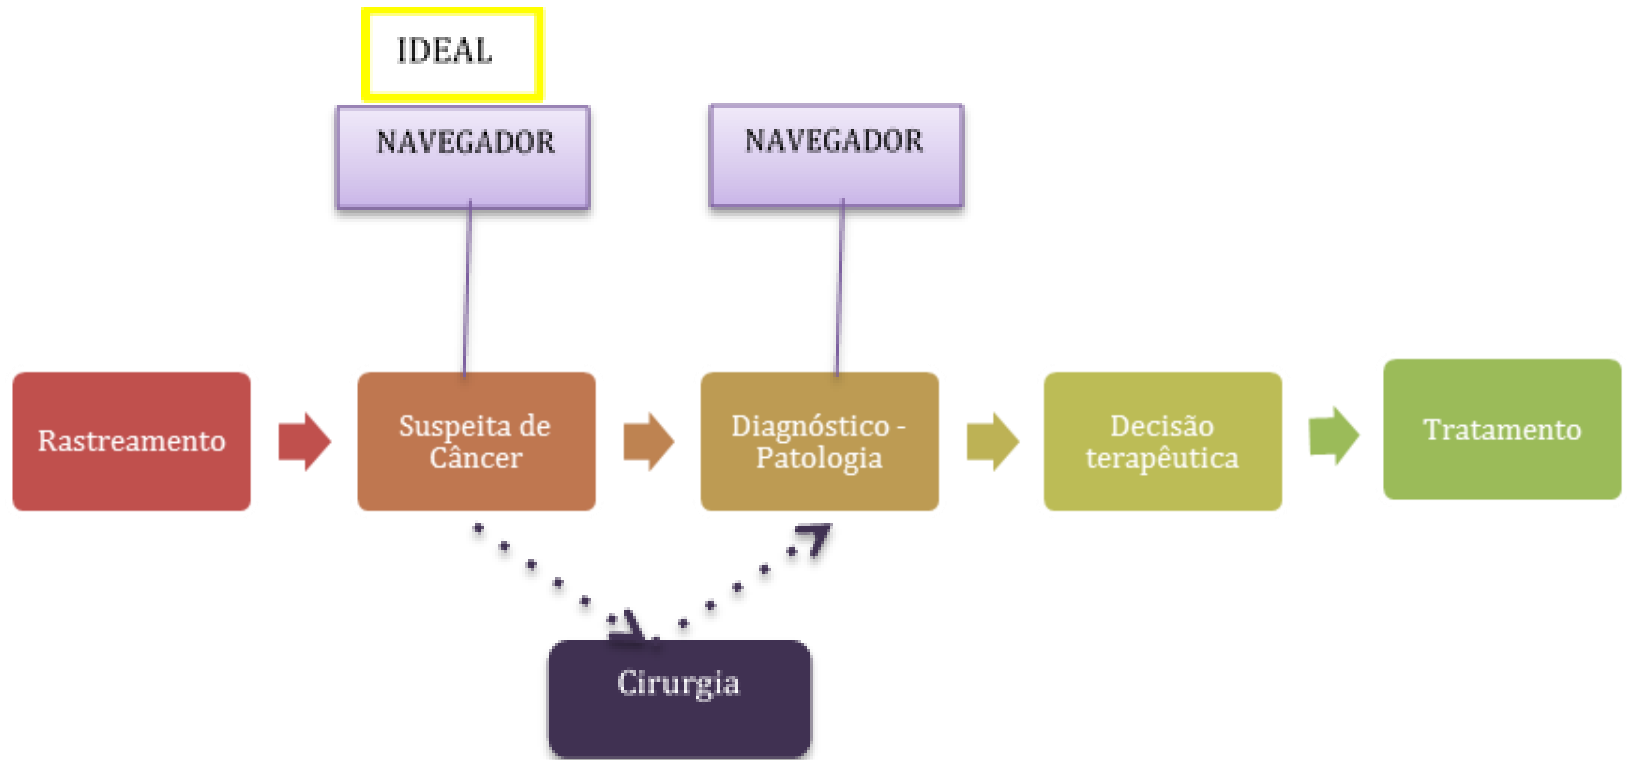 IDEAL
NAVEGADOR
NAVEGADOR
Rastreamento
Suspeita de
Câncer
Diagnóstico -
Patologia
Decisão
terapêutica
Tratamento
Cirurgia